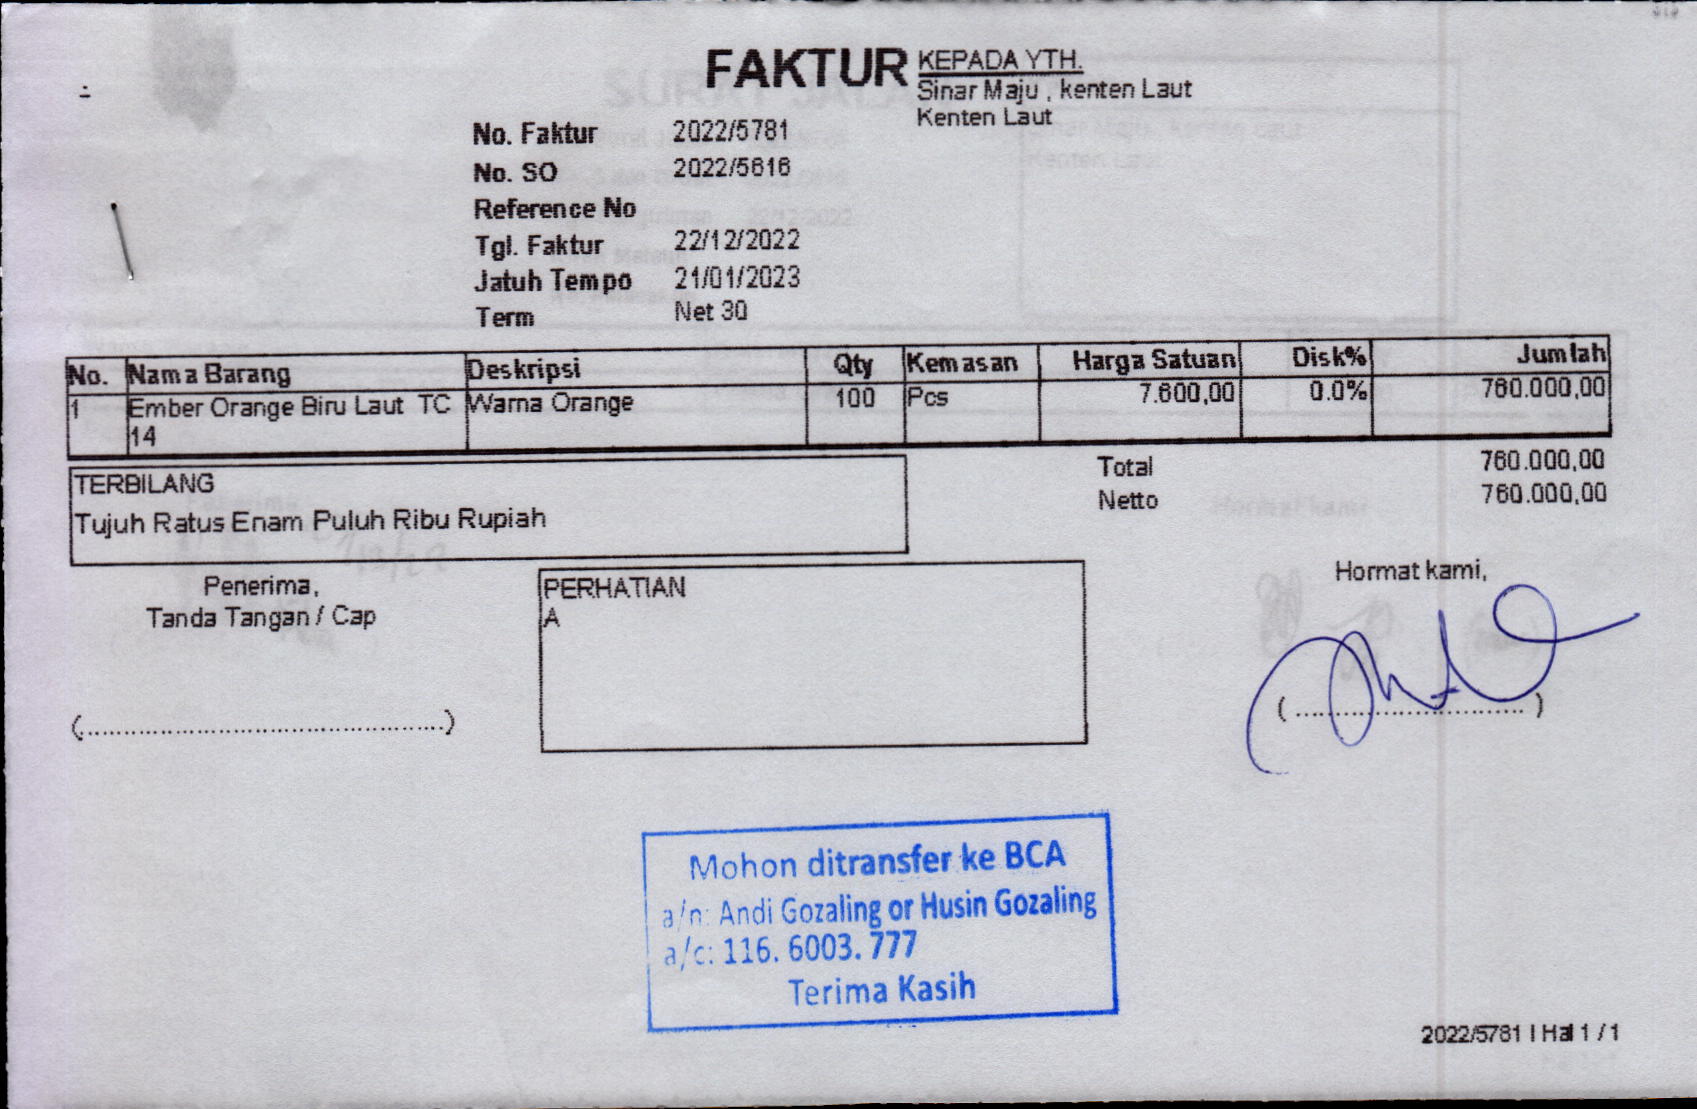 FAKTUR
KEPADA YTH.
Sinar Maju , kenten Laut
Kenten Laut
No. Faktur 2022/5781
No. SO 2022/5616
Reference No
Tgl. Faktur 22/12/2022
Jatuh Tempo 21/01/2023
Term Net 30
No. Nama Barang Deskripsi Qty Kemasan Harga Satuan Disk% Jumlah
1 Ember Orange Biru Laut TC 14 Warna Orange 100 Pcs 7.600,00 0.0% 760.000,00
Total 760.000,00
Netto 760.000,00
TERBILANG
Tujuh Ratus Enam Puluh Ribu Rupiah
Penerima,
Tanda Tangan / Cap
(.............................................)
PERHATIAN
A
Hormat kami,
(.............................)
Mohon ditransfer ke BCA
a/n: Andi Gozaling or Husin Gozaling
a/c: 116. 6003. 777
Terima Kasih
2022/5781 I Hal 1 / 1